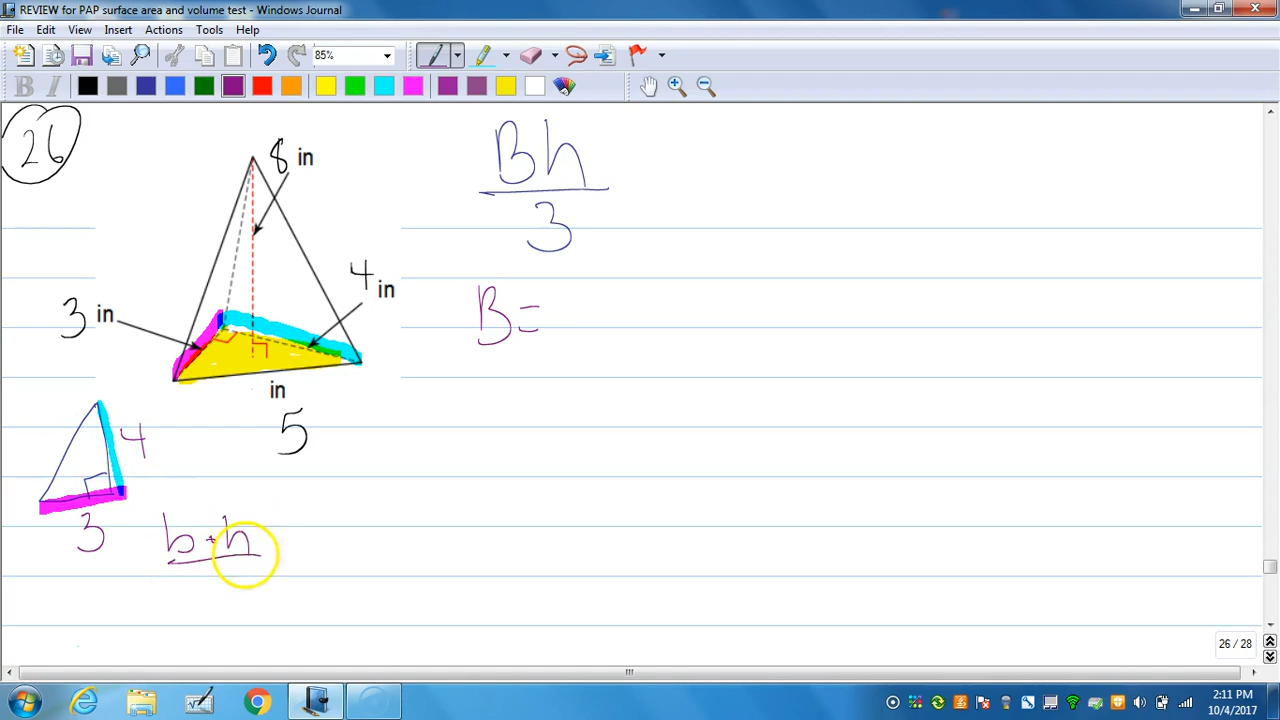 REVIEW for PAP surface area and volume test - Windows Journal
File Edit View Insert Actions Tools Help
85%
B I
26
8 in
Bh
3
4 in
3 in
B=
in
5
4
3
b · h
26 / 28
2:11 PM
10/4/2017